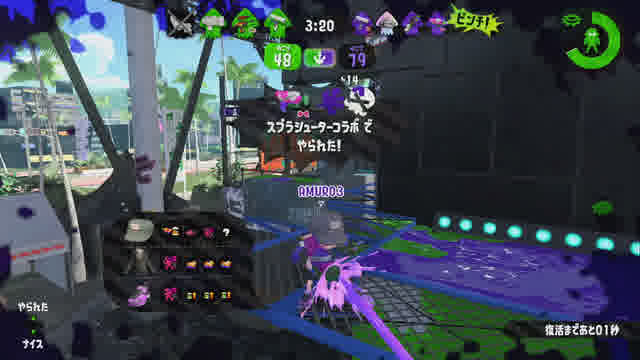 3:20
ピンチ!
48
79
+14
スプラシューターコラボ で
やられた!
AMURO3
?
やられた
ナイス
復活まであと01秒